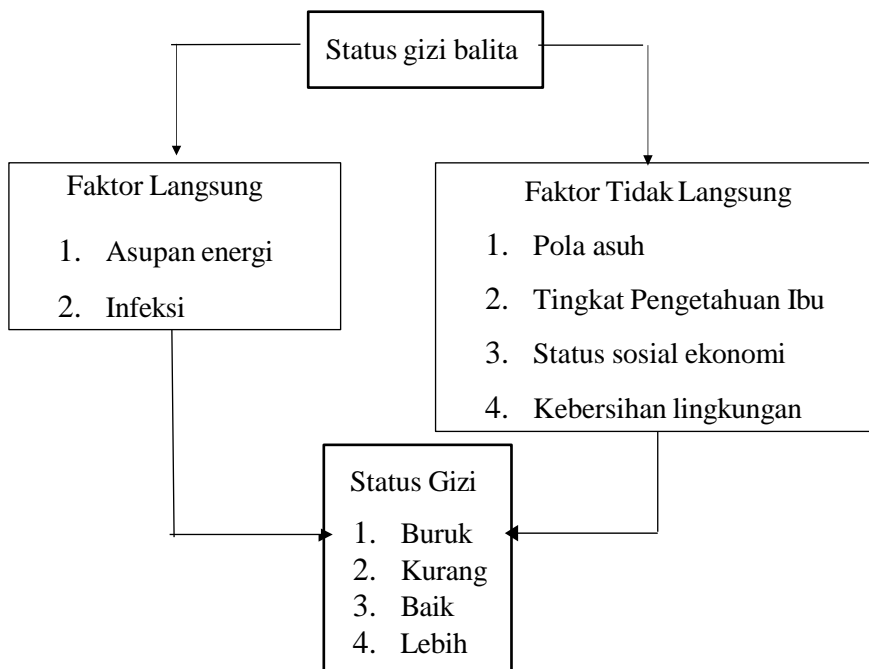 Status gizi balita
Faktor Langsung
1. Asupan energi
2. Infeksi
Faktor Tidak Langsung
1. Pola asuh
2. Tingkat Pengetahuan Ibu
3. Status sosial ekonomi
4. Kebersihan lingkungan
Status Gizi
1. Buruk
2. Kurang
3. Baik
4. Lebih